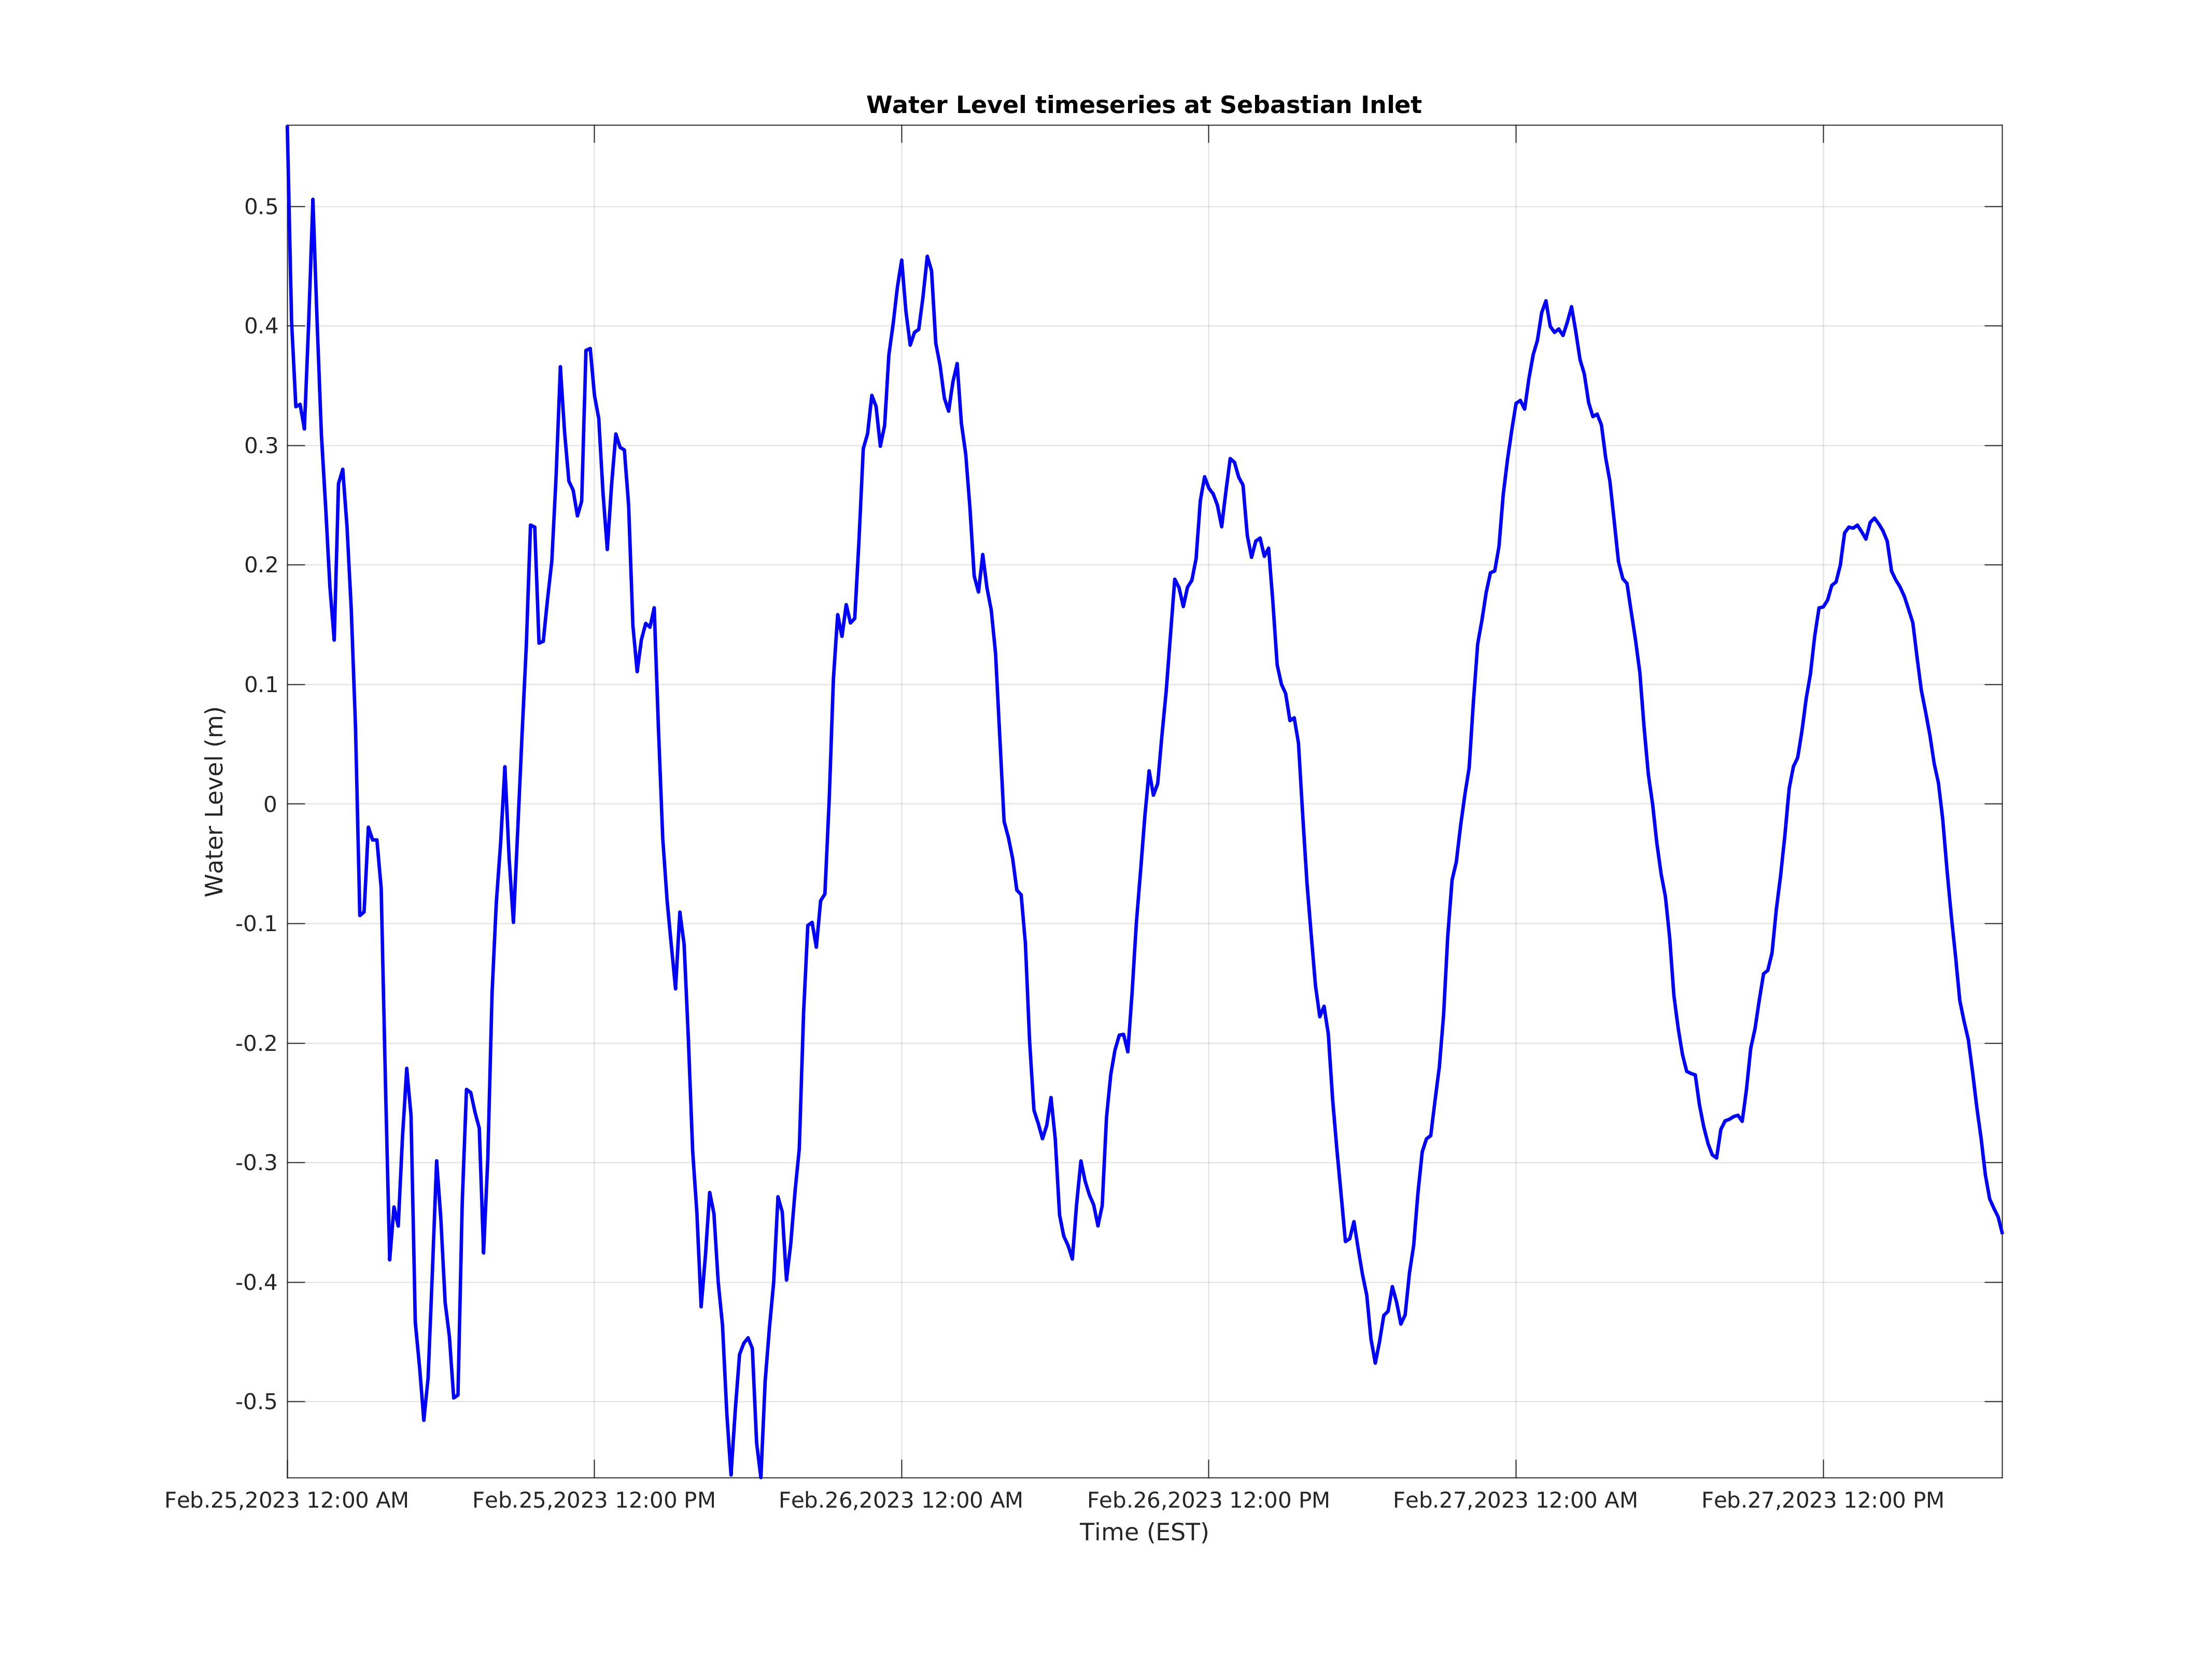 Water Level timeseries at Sebastian Inlet
0.5
0.4
0.3
0.2
0.1
0
-0.1
-0.2
-0.3
-0.4
-0.5
Water Level (m)
Feb.25,2023 12:00 AM Feb.25,2023 12:00 PM Feb.26,2023 12:00 AM Feb.26,2023 12:00 PM Feb.27,2023 12:00 AM Feb.27,2023 12:00 PM
Time (EST)